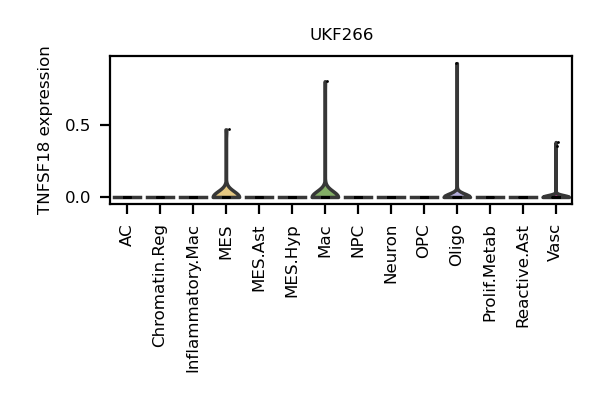 UKF266
TNFSF18 expression
0.5
0.0
AC
Chromatin.Reg
Inflammatory.Mac
MES
MES.Ast
MES.Hyp
Mac
NPC
Neuron
OPC
Oligo
Prolif.Metab
Reactive.Ast
Vasc